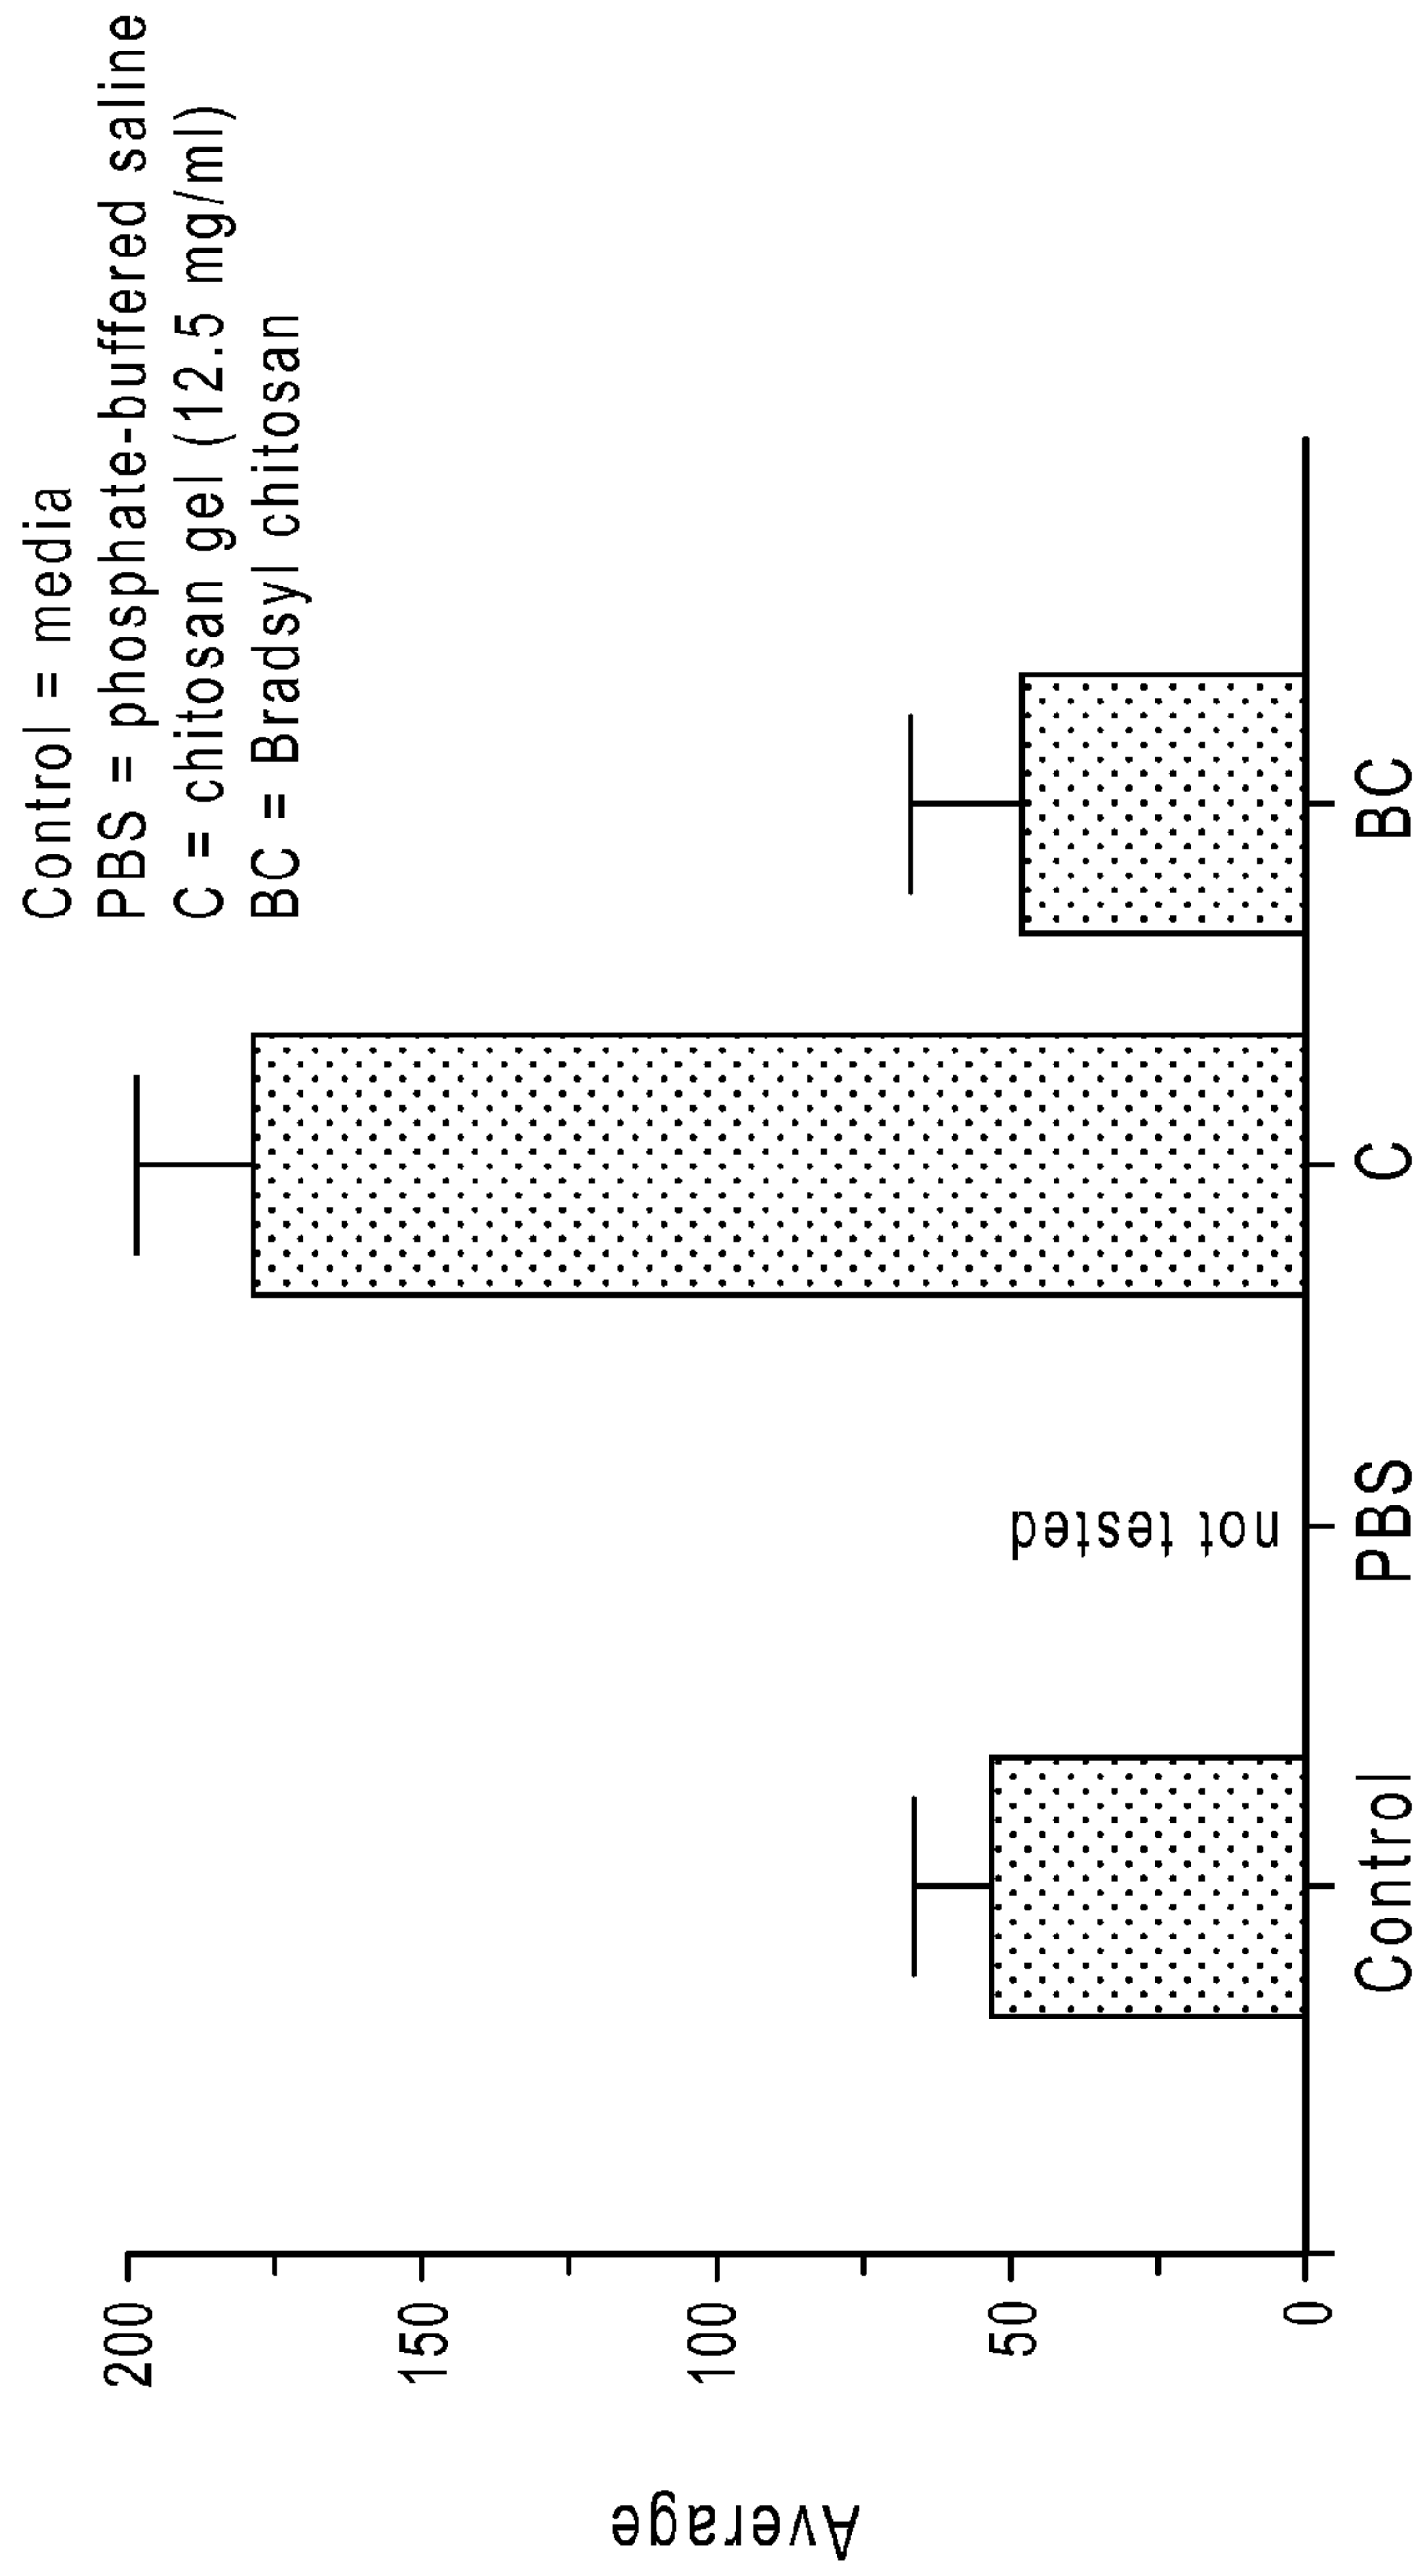 Control = media
PBS = phosphate-buffered saline
C = chitosan gel (12.5 mg/ml)
BC = Bradsyl chitosan
200
150
100
50
0
Average
not tested
Control
PBS
C
BC